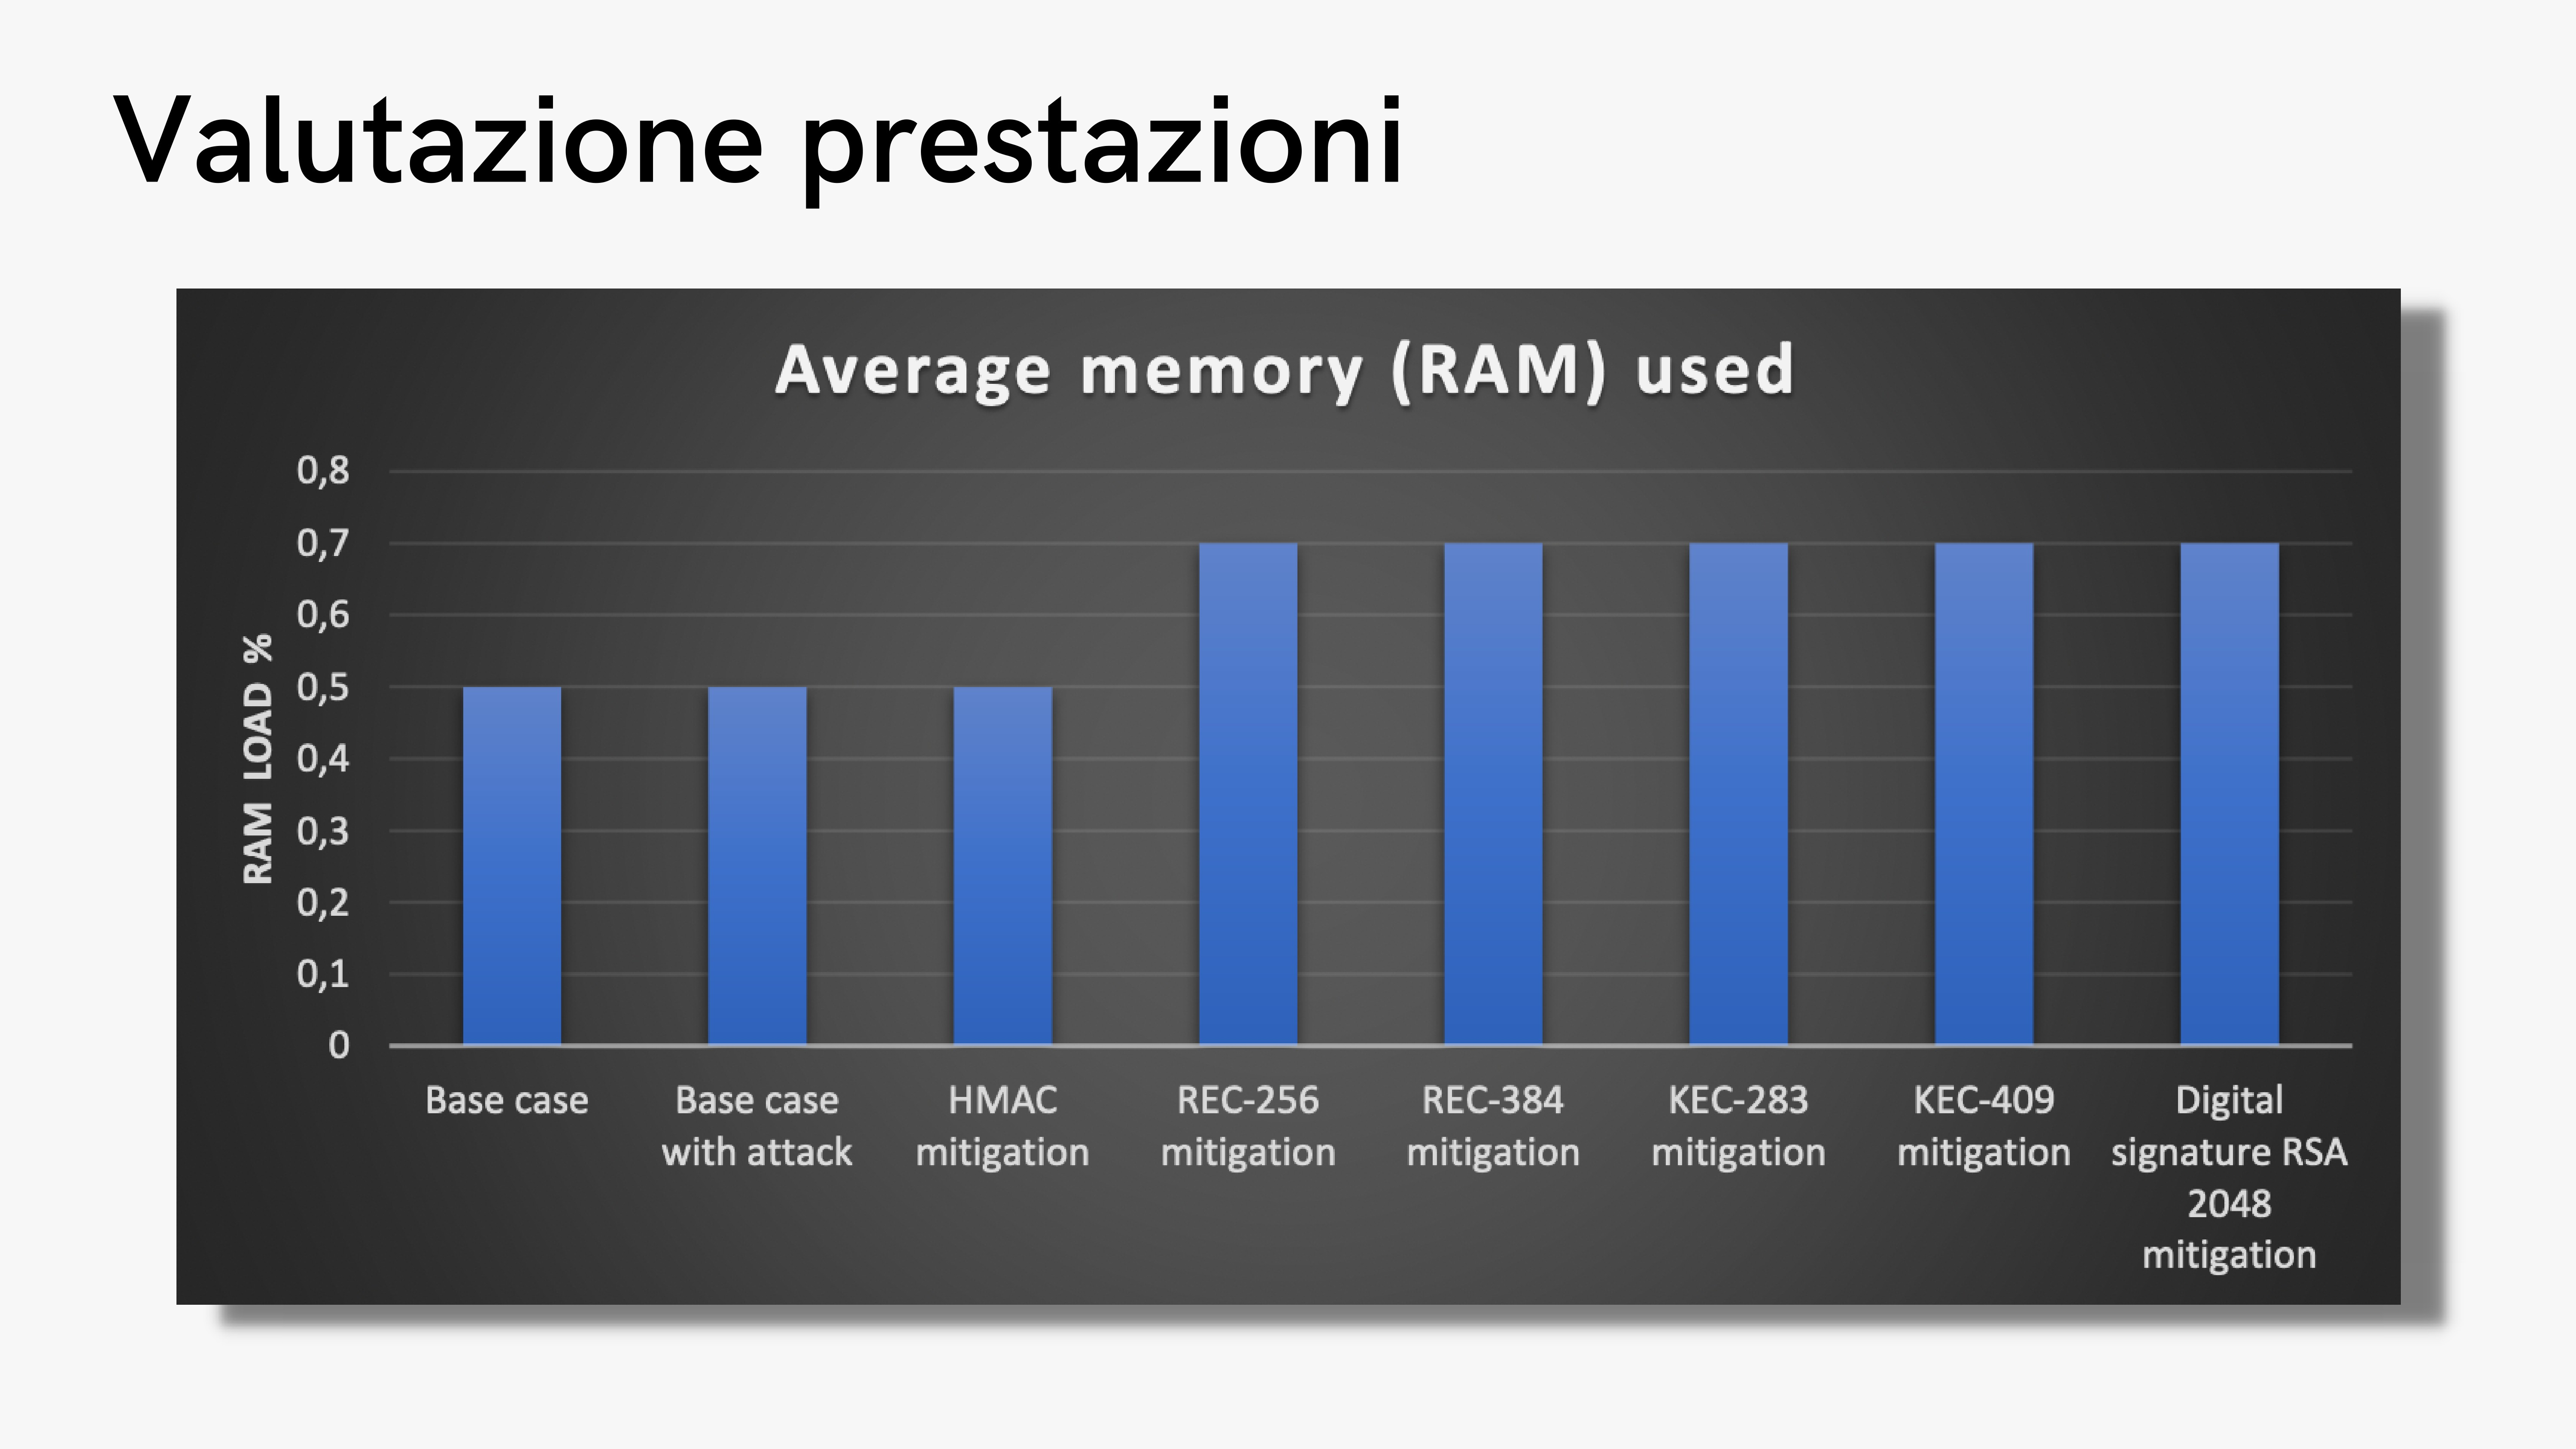 Valutazione prestazioni
Average memory (RAM) used
RAM LOAD %
0,8
0,7
0,6
0,5
0,4
0,3
0,2
0,1
0
Base case
Base case
with attack
HMAC
mitigation
REC-256
mitigation
REC-384
mitigation
KEC-283
mitigation
KEC-409
mitigation
Digital
signature RSA
2048
mitigation